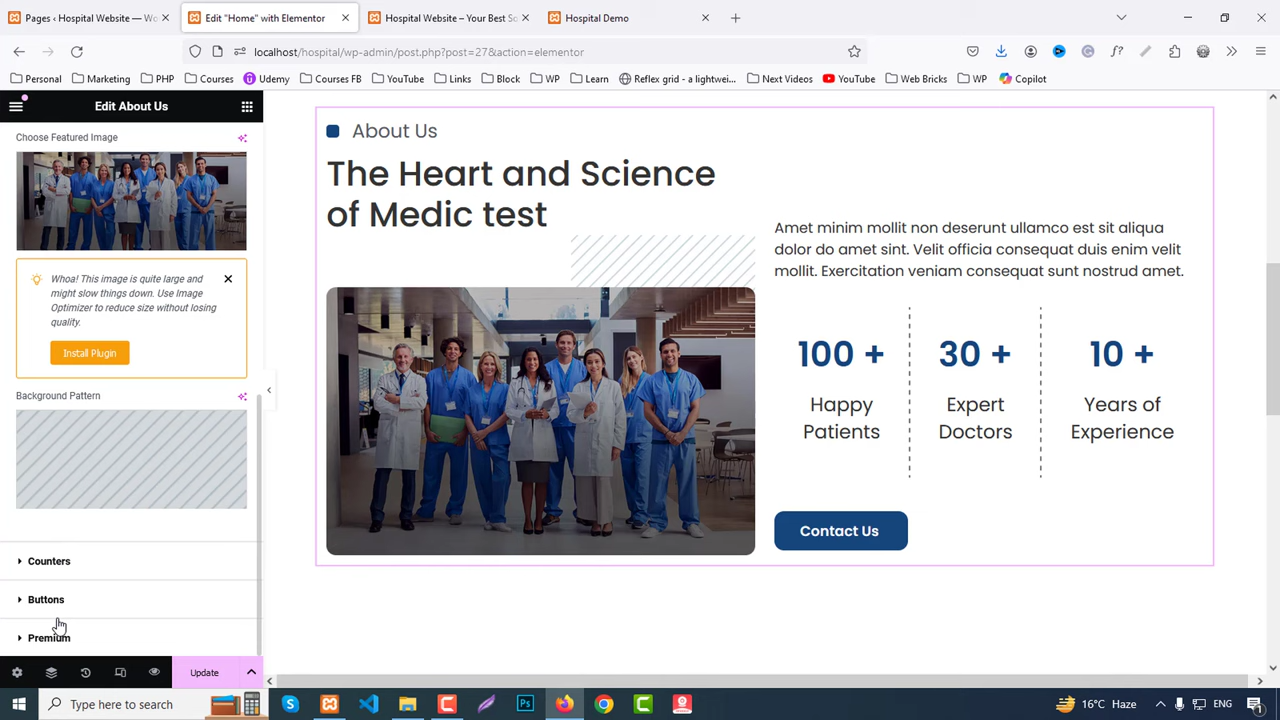 Pages ‹ Hospital Website — Wo
Edit "Home" with Elementor
Hospital Website – Your Best So
Hospital Demo
localhost/hospital/wp-admin/post.php?post=27&action=elementor
Personal
Marketing
PHP
Courses
Udemy
Courses FB
YouTube
Links
Block
WP
Learn
Reflex grid - a lightwei...
Next Videos
YouTube
Web Bricks
WP
Copilot
Edit About Us
Choose Featured Image
Whoa! This image is quite large and
might slow things down. Use Image
Optimizer to reduce size without losing
quality.
Install Plugin
Background Pattern
Counters
Buttons
Premium
Update
About Us
The Heart and Science
of Medic test
Amet minim mollit non deserunt ullamco est sit aliqua
dolor do amet sint. Velit officia consequat duis enim velit
mollit. Exercitation veniam consequat sunt nostrud amet.
100 +
Happy
Patients
30 +
Expert
Doctors
10 +
Years of
Experience
Contact Us
Type here to search
16°C Haze
ENG